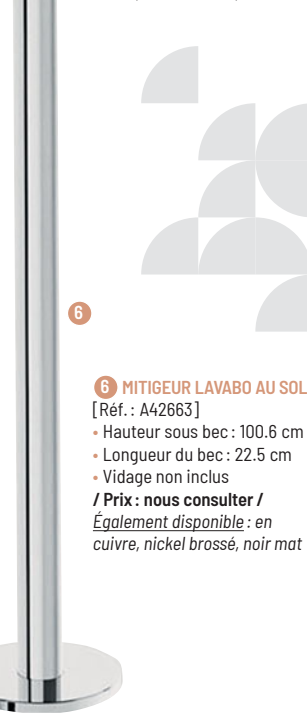 6
6 MITIGEUR LAVABO AU SOL
[Réf. : A42663]
• Hauteur sous bec : 100.6 cm
• Longueur du bec : 22.5 cm
• Vidage non inclus
/ Prix : nous consulter /
Également disponible : en
cuivre, nickel brossé, noir mat